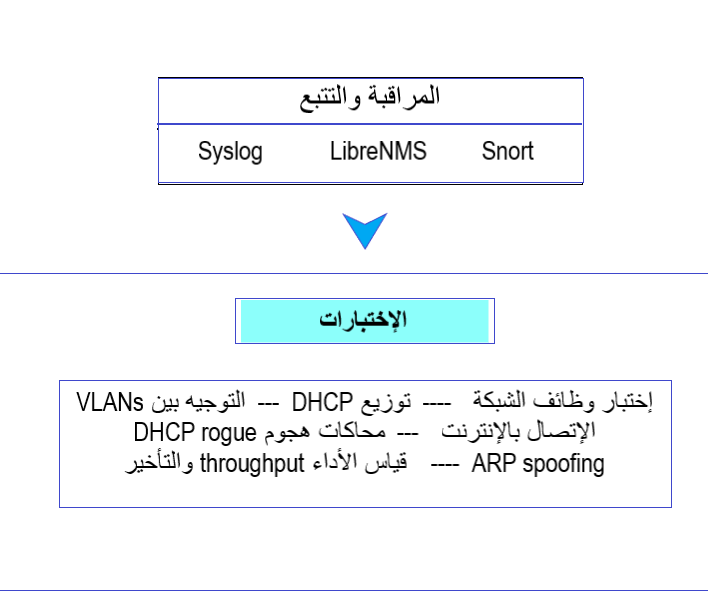 المراقبة والتتبع
Syslog LibreNMS Snort
الإختبارات
إختبار وظائف الشبكة ---- توزيع DHCP --- التوجيه بين VLANs
الإتصال بالإنترنت --- محاكات هجوم DHCP rogue
ARP spoofing ---- قياس الأداء throughput والتأخير